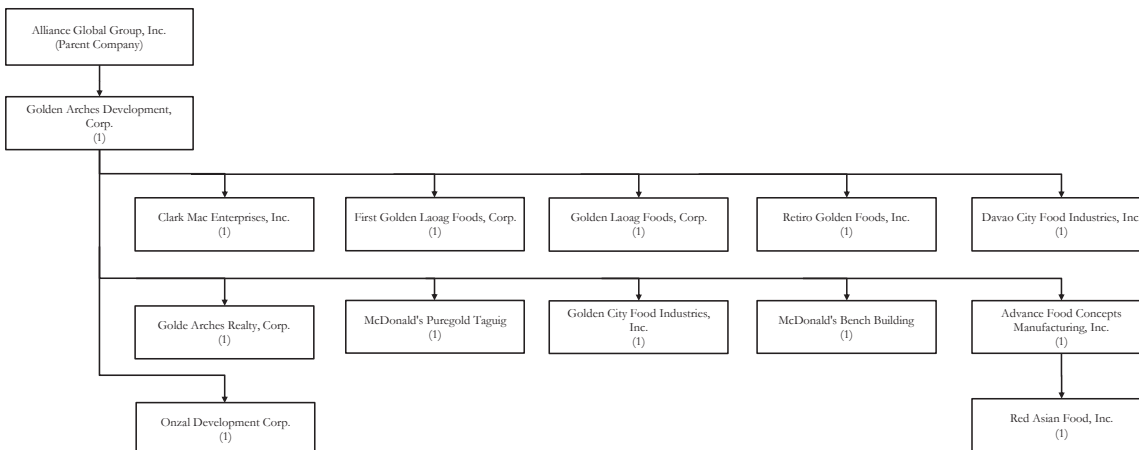 Alliance Global Group, Inc.
(Parent Company)
Golden Arches Development,
Corp.
(1)
Clark Mac Enterprises, Inc.
(1)
First Golden Laoag Foods, Corp.
(1)
Golden Laoag Foods, Corp.
(1)
Retiro Golden Foods, Inc.
(1)
Davao City Food Industries, Inc
(1)
Golde Arches Realty, Corp.
(1)
McDonald's Puregold Taguig
(1)
Golden City Food Industries,
Inc.
(1)
McDonald's Bench Building
(1)
Advance Food Concepts
Manufacturing, Inc.
(1)
Onzal Development Corp.
(1)
Red Asian Food, Inc.
(1)